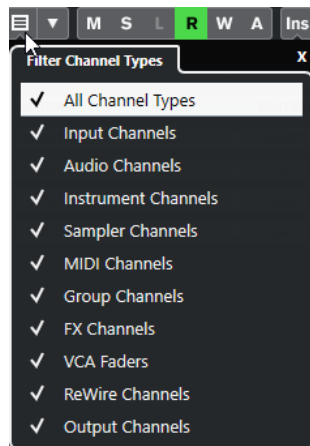 M S L R W A Ins
Filter Channel Types X
All Channel Types
Input Channels
Audio Channels
Instrument Channels
Sampler Channels
MIDI Channels
Group Channels
FX Channels
VCA Faders
ReWire Channels
Output Channels